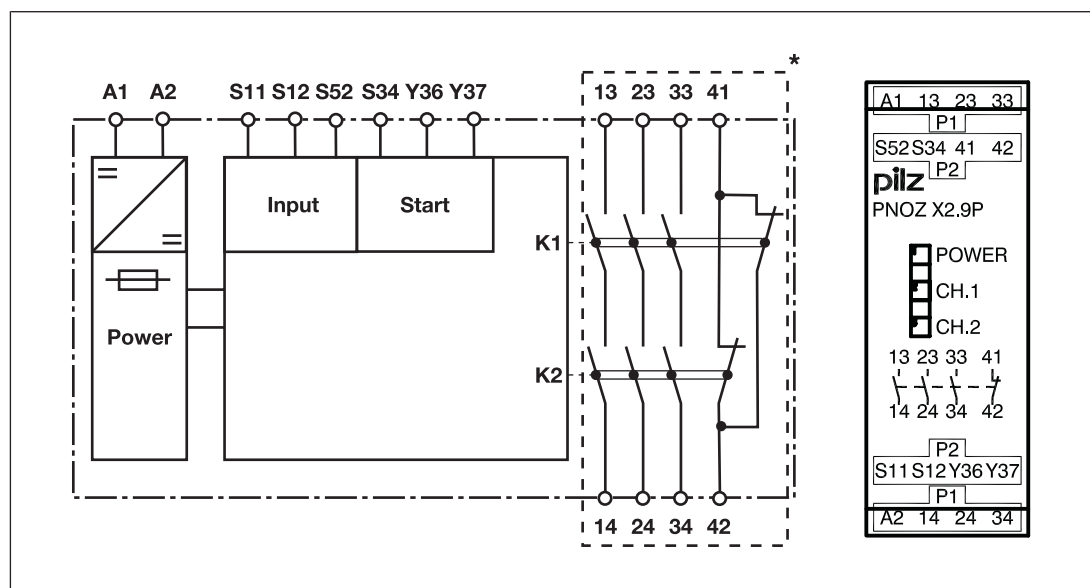 *
A1 A2 S11 S12 S52 S34 Y36 Y37 13 23 33 41
Input Start
K1
Power
K2
14 24 34 42
A1 13 23 33
P1
S52 S34 41 42
P2
pilz
PNOZ X2.9P
POWER
CH.1
CH.2
13 23 33 41
14 24 34 42
P2
S11 S12 Y36 Y37
P1
A2 14 24 34